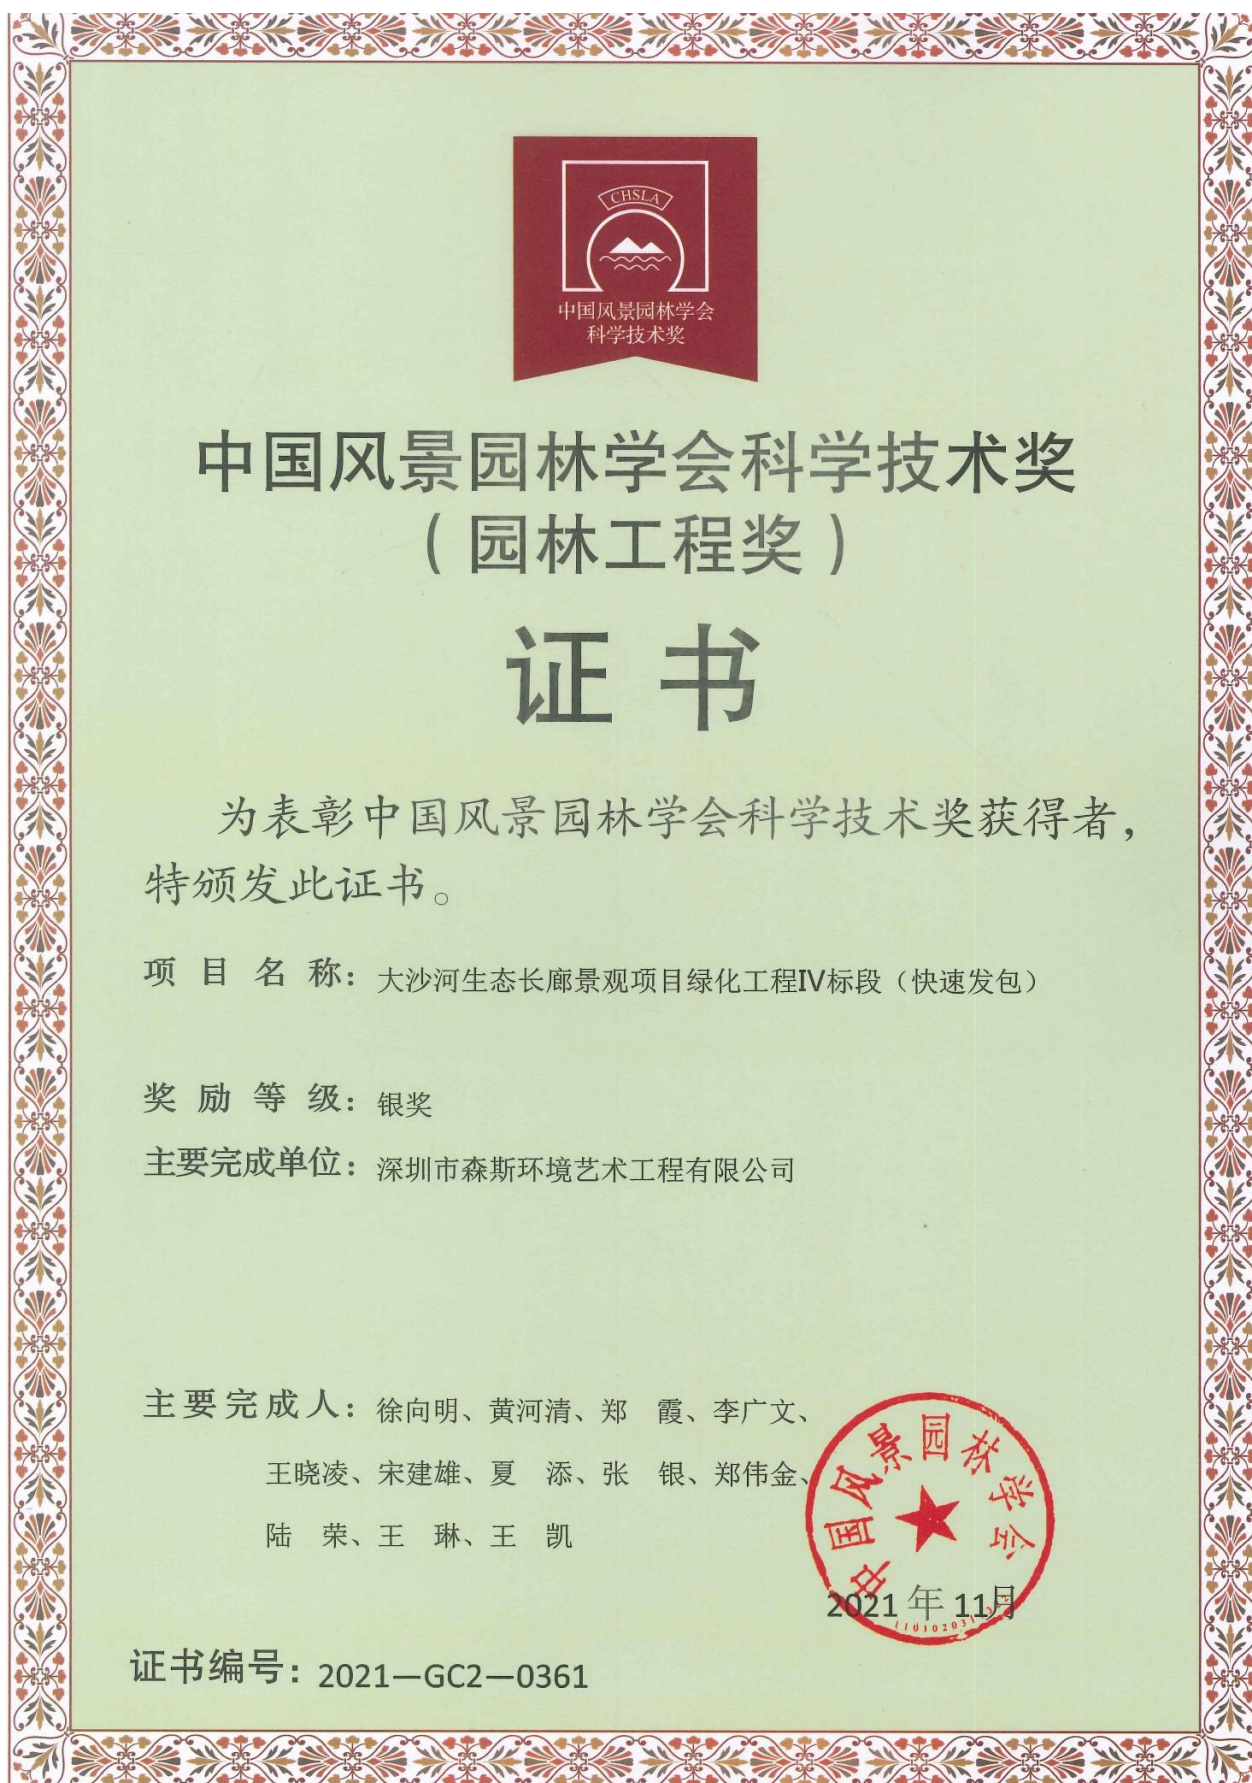 CHSLA
中国风景园林学会
科学技术奖
中国风景园林学会科学技术奖
（园林工程奖）
证书
为表彰中国风景园林学会科学技术奖获得者，
特颁发此证书。
项目名称：大沙河生态长廊景观项目绿化工程IV标段（快速发包）
奖励等级：银奖
主要完成单位：深圳市森斯环境艺术工程有限公司
主要完成人：徐向明、黄河清、郑 霞、李广文、
王晓凌、宋建雄、夏 添、张 银、郑伟金、
陆 荣、王 琳、王 凯
中国风景园林学会
2021年11月
证书编号：2021—GC2—0361